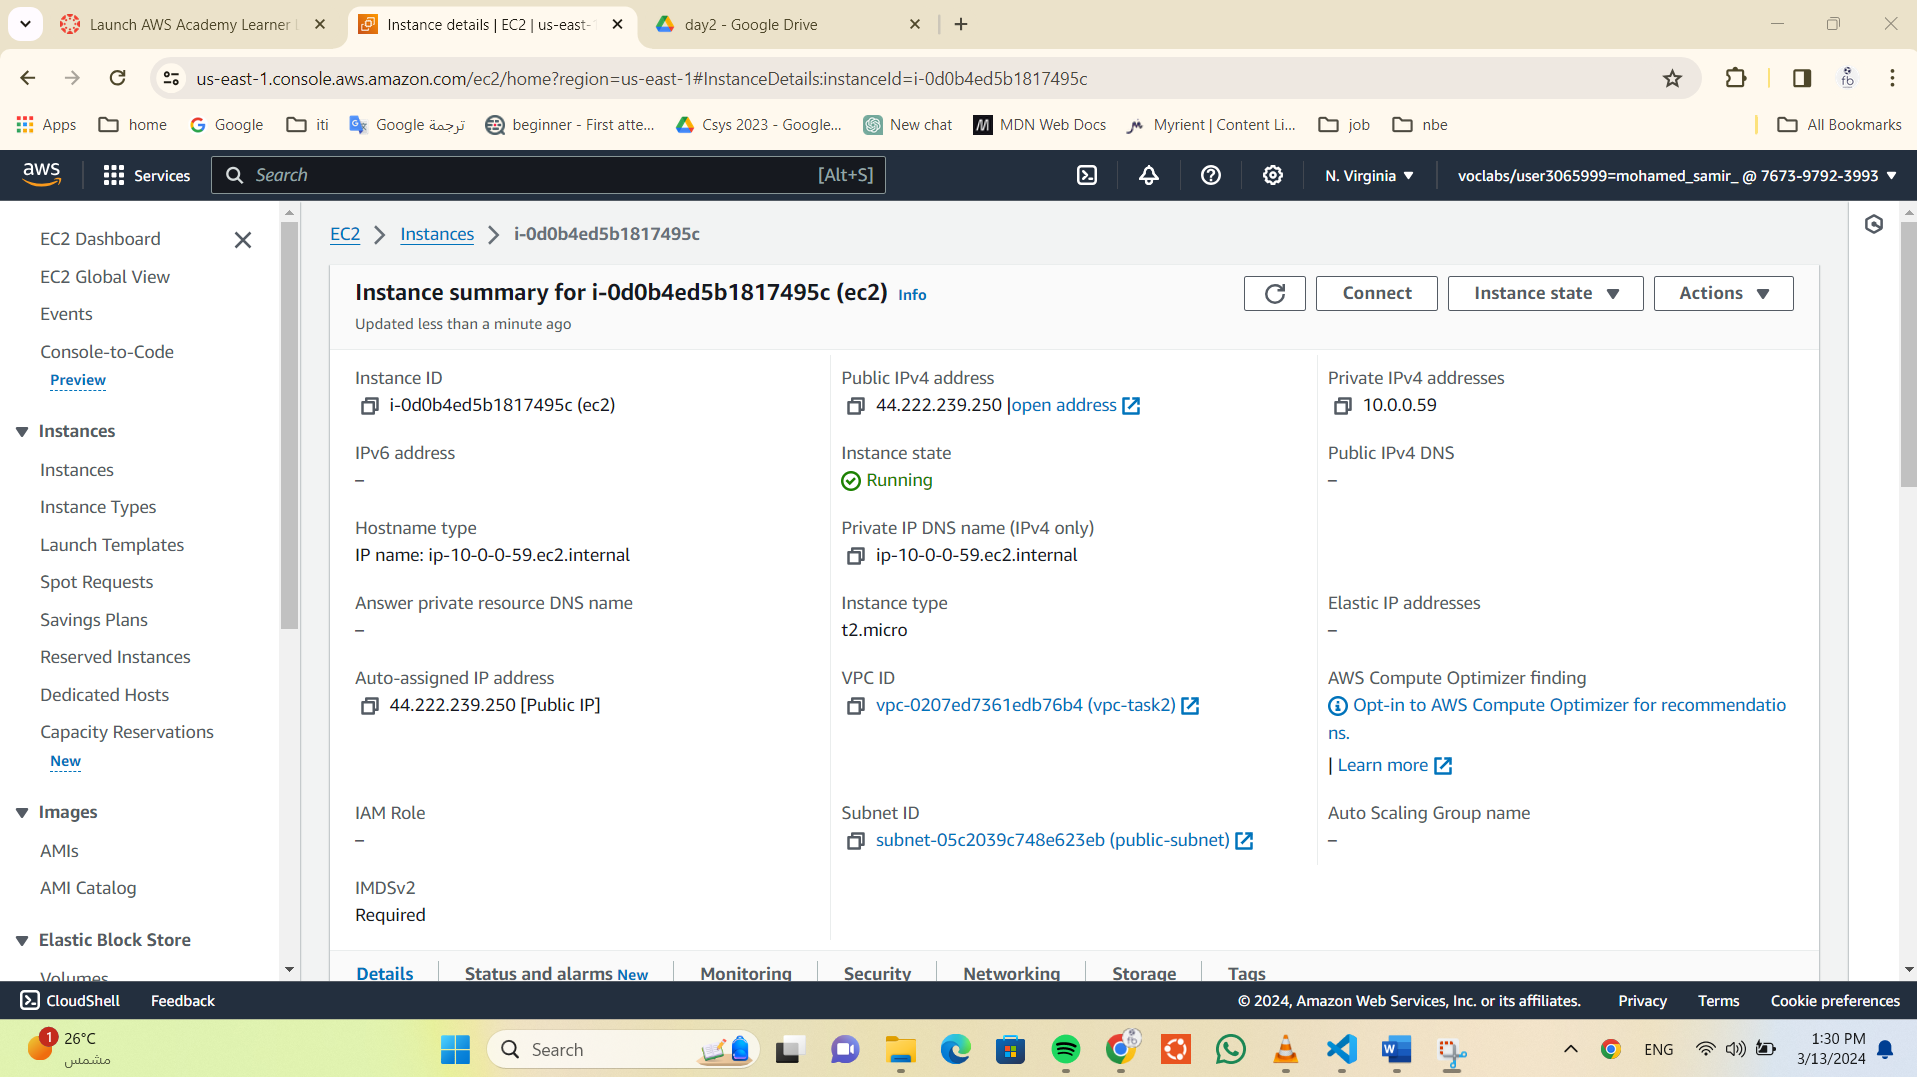 Launch AWS Academy Learner
Instance details | EC2 | us-east-
day2 - Google Drive
us-east-1.console.aws.amazon.com/ec2/home?region=us-east-1#InstanceDetails:instanceId=i-0d0b4ed5b1817495c
fb
Apps
home
Google
iti
Google ترجمة
beginner - First atte...
Csys 2023 - Google...
New chat
MDN Web Docs
Myrient | Content Li...
job
nbe
All Bookmarks
aws
Services
Search
[Alt+S]
N. Virginia
voclabs/user3065999=mohamed_samir_ @ 7673-9792-3993
EC2 Dashboard
EC2 Global View
Events
Console-to-Code
Preview
Instances
Instances
Instance Types
Launch Templates
Spot Requests
Savings Plans
Reserved Instances
Dedicated Hosts
Capacity Reservations
New
Images
AMIs
AMI Catalog
Elastic Block Store
Volumes
EC2
Instances
i-0d0b4ed5b1817495c
Instance summary for i-0d0b4ed5b1817495c (ec2) Info
Updated less than a minute ago
Connect
Instance state
Actions
Instance ID
i-0d0b4ed5b1817495c (ec2)
Public IPv4 address
44.222.239.250 |open address
Private IPv4 addresses
10.0.0.59
IPv6 address
–
Instance state
Running
Public IPv4 DNS
–
Hostname type
IP name: ip-10-0-0-59.ec2.internal
Private IP DNS name (IPv4 only)
ip-10-0-0-59.ec2.internal
Answer private resource DNS name
–
Instance type
t2.micro
Elastic IP addresses
–
Auto-assigned IP address
44.222.239.250 [Public IP]
VPC ID
vpc-0207ed7361edb76b4 (vpc-task2)
AWS Compute Optimizer finding
Opt-in to AWS Compute Optimizer for recommendatio
ns.
| Learn more
IAM Role
–
Subnet ID
subnet-05c2039c748e623eb (public-subnet)
Auto Scaling Group name
–
IMDSv2
Required
Details
Status and alarms New
Monitoring
Security
Networking
Storage
Tags
CloudShell
Feedback
© 2024, Amazon Web Services, Inc. or its affiliates.
Privacy
Terms
Cookie preferences
1
26°C
مشمس
Search
fb
ENG
1:30 PM
3/13/2024